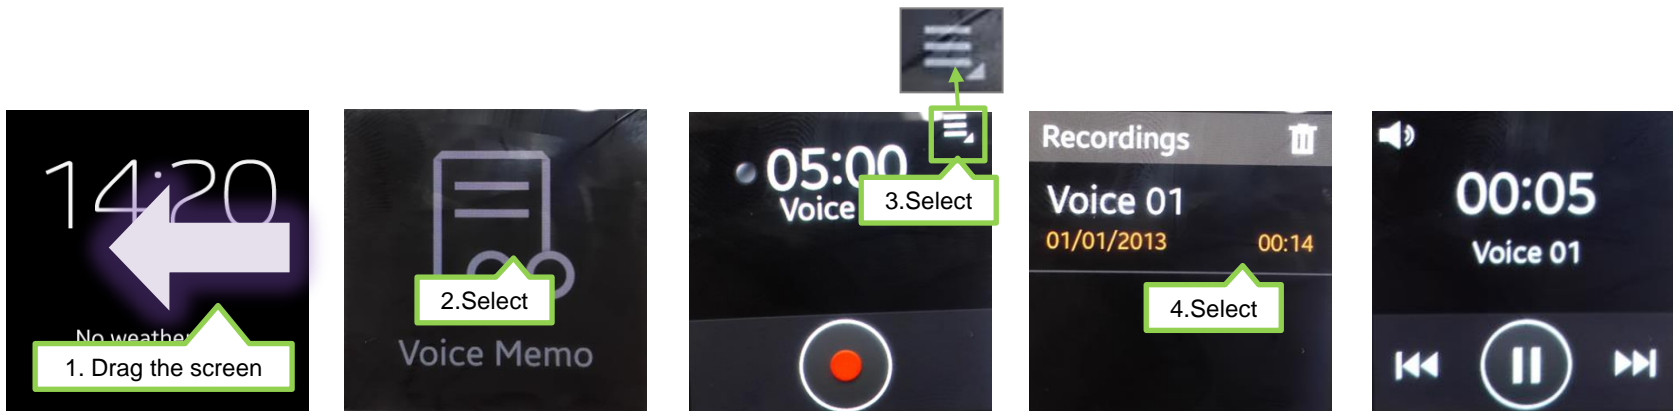 14:20
No weather
1. Drag the screen
2.Select
Voice Memo
05:00
Voice
3.Select
Recordings
Voice 01
01/01/2013 00:14
4.Select
00:05
Voice 01